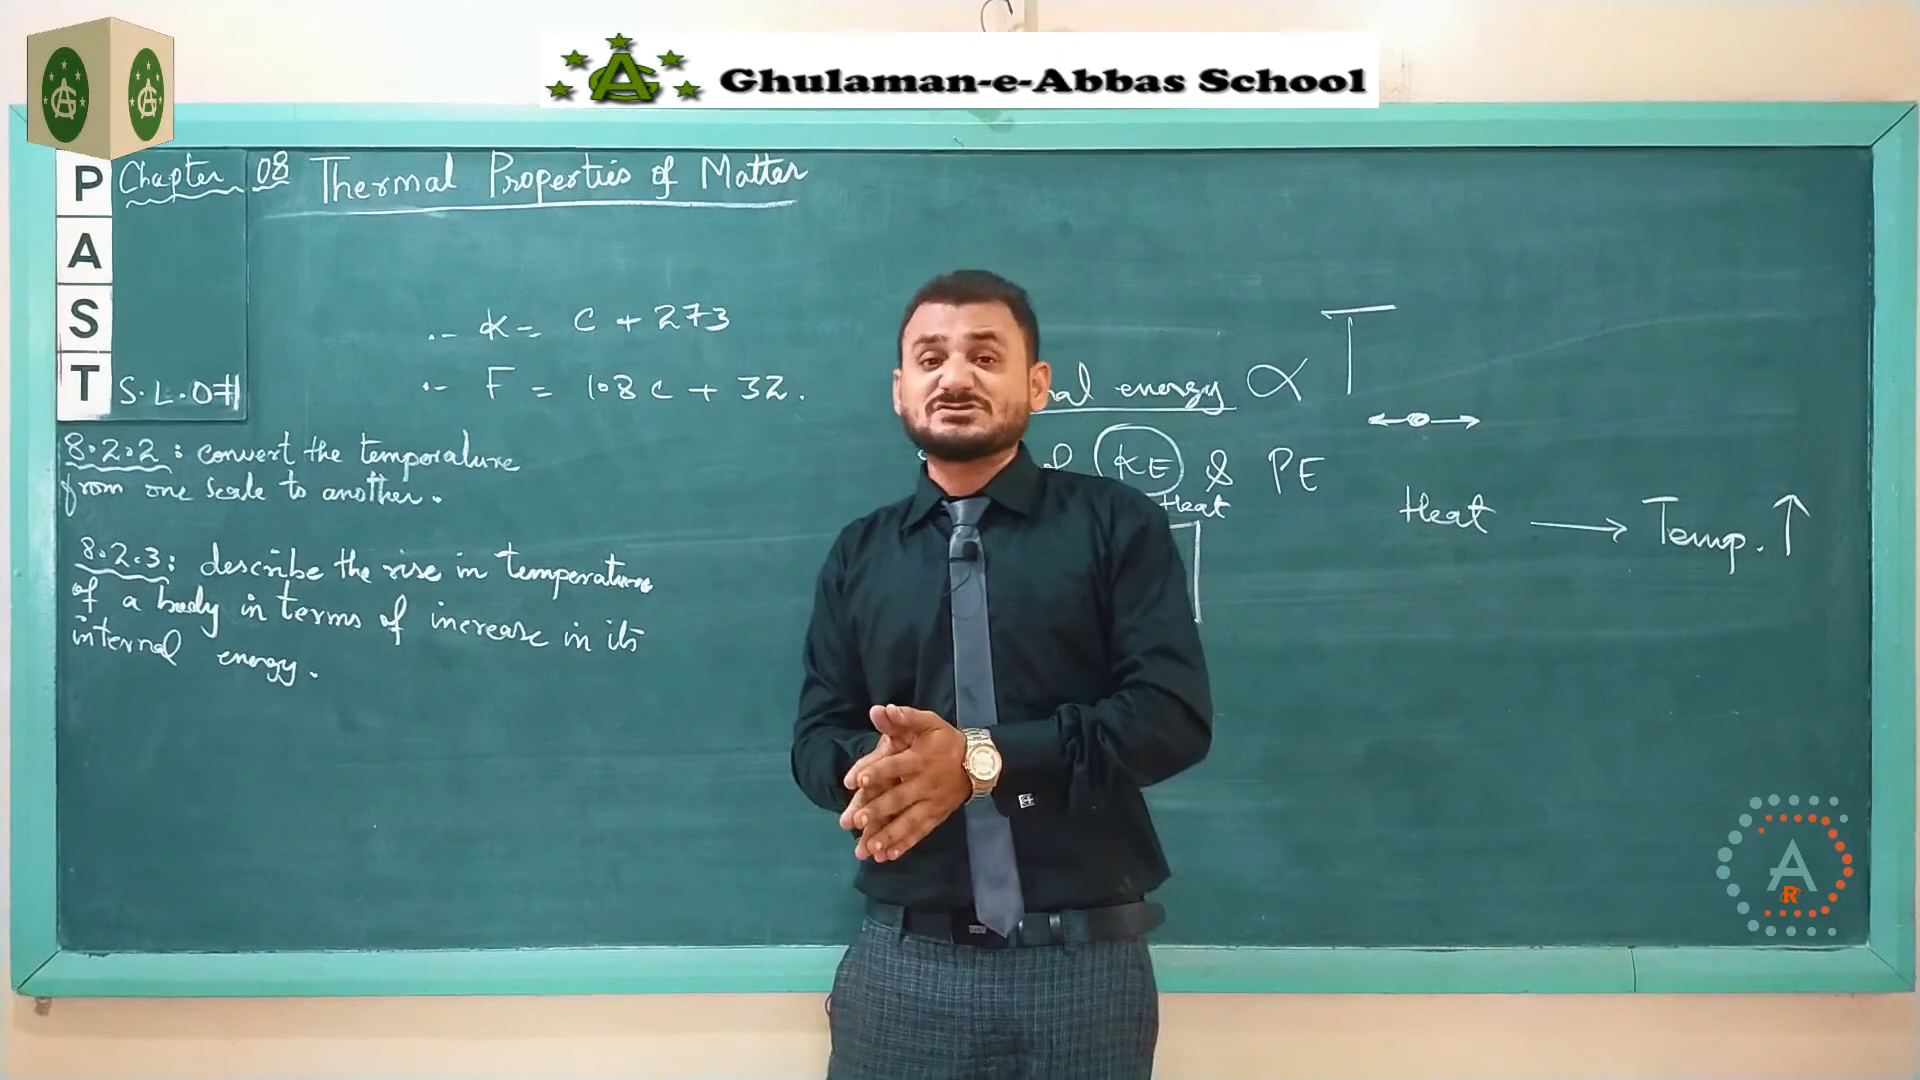 Ghulaman-e-Abbas School
P
A
S
T
Chapter 08 Thermal Properties of Matter
S.L.O#
K = C + 273
F = 1.8 C + 32.
8.2.2: convert the temperature
from one scale to another.
8.2.3: describe the rise in temperature
of a body in terms of increase in its
internal energy.
energy ∝ T
KE & PE
Heat
Heat → Temp. ↑
A
R